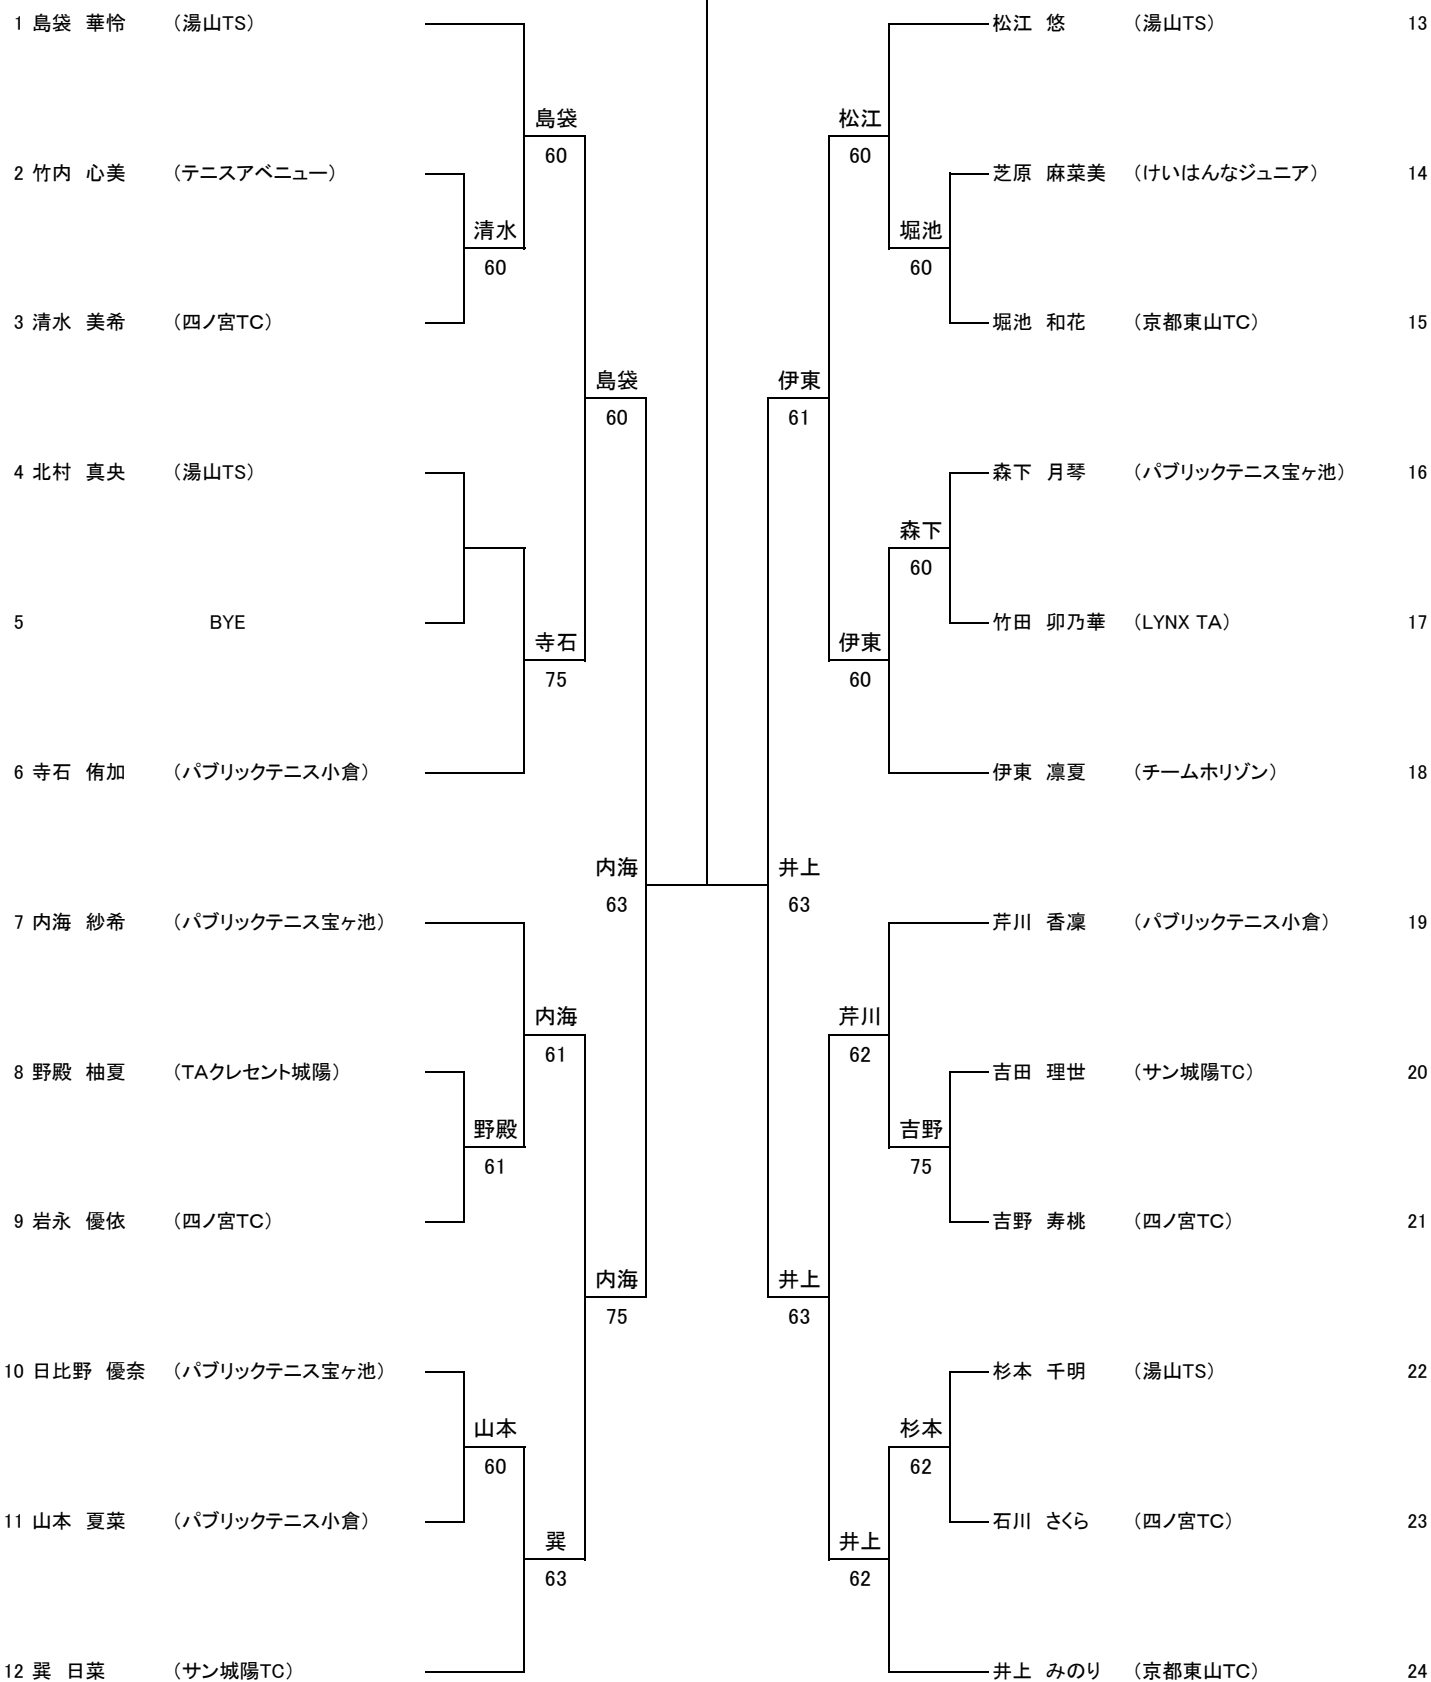 1 島袋 華怜 （湯山TS）
松江 悠 （湯山TS） 13
島袋
60
松江
60
2 竹内 心美 （テニスアベニュー）
芝原 麻菜美 （けいはんなジュニア） 14
清水
60
堀池
60
3 清水 美希 （四ノ宮TC）
堀池 和花 （京都東山TC） 15
島袋
60
伊東
61
4 北村 真央 （湯山TS）
森下 月琴 （パブリックテニス宝ヶ池） 16
森下
60
5 BYE
竹田 卯乃華 （LYNX TA） 17
寺石
75
伊東
60
6 寺石 侑加 （パブリックテニス小倉）
伊東 凛夏 （チームホリゾン） 18
内海
63
井上
63
7 内海 紗希 （パブリックテニス宝ヶ池）
芹川 香凜 （パブリックテニス小倉） 19
内海
61
芹川
62
8 野殿 柚夏 （TAクレセント城陽）
吉田 理世 （サン城陽TC） 20
野殿
61
吉野
75
9 岩永 優依 （四ノ宮TC）
吉野 寿桃 （四ノ宮TC） 21
内海
75
井上
63
10 日比野 優奈 （パブリックテニス宝ヶ池）
杉本 千明 （湯山TS） 22
山本
60
杉本
62
11 山本 夏菜 （パブリックテニス小倉）
石川 さくら （四ノ宮TC） 23
巽
63
井上
62
12 巽 日菜 （サン城陽TC）
井上 みのり （京都東山TC） 24